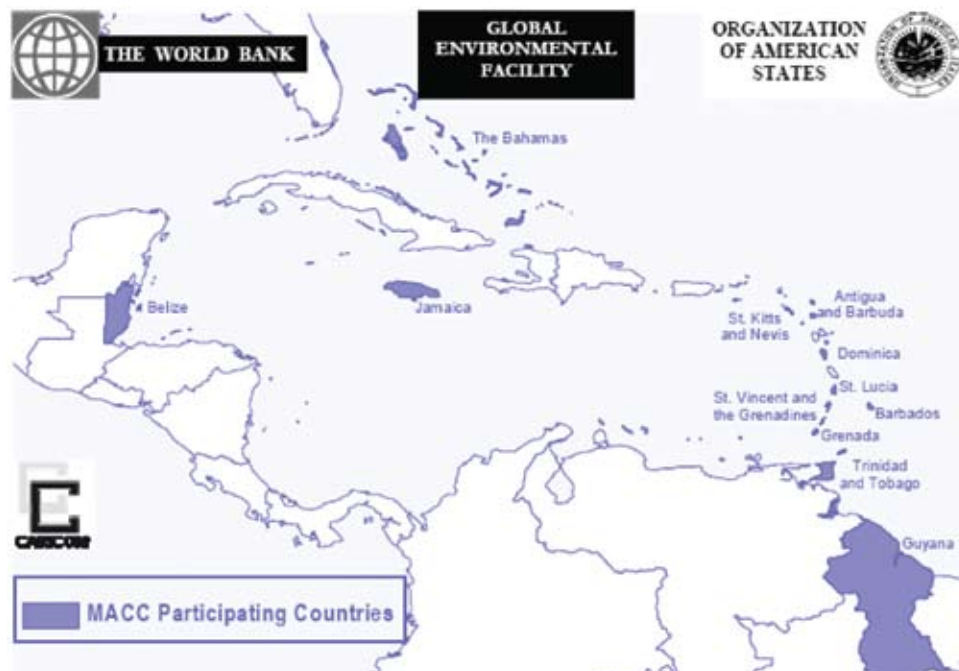 THE WORLD BANK
GLOBAL
ENVIRONMENTAL
FACILITY
ORGANIZATION
OF AMERICAN
STATES
The Bahamas
Belize
Jamaica
St. Kitts
and Nevis
Antigua
and Barbuda
Dominica
St. Lucia
St. Vincent and
the Grenadines
Barbados
Grenada
Trinidad
and Tobago
Guyana
CARICOM
MACC Participating Countries